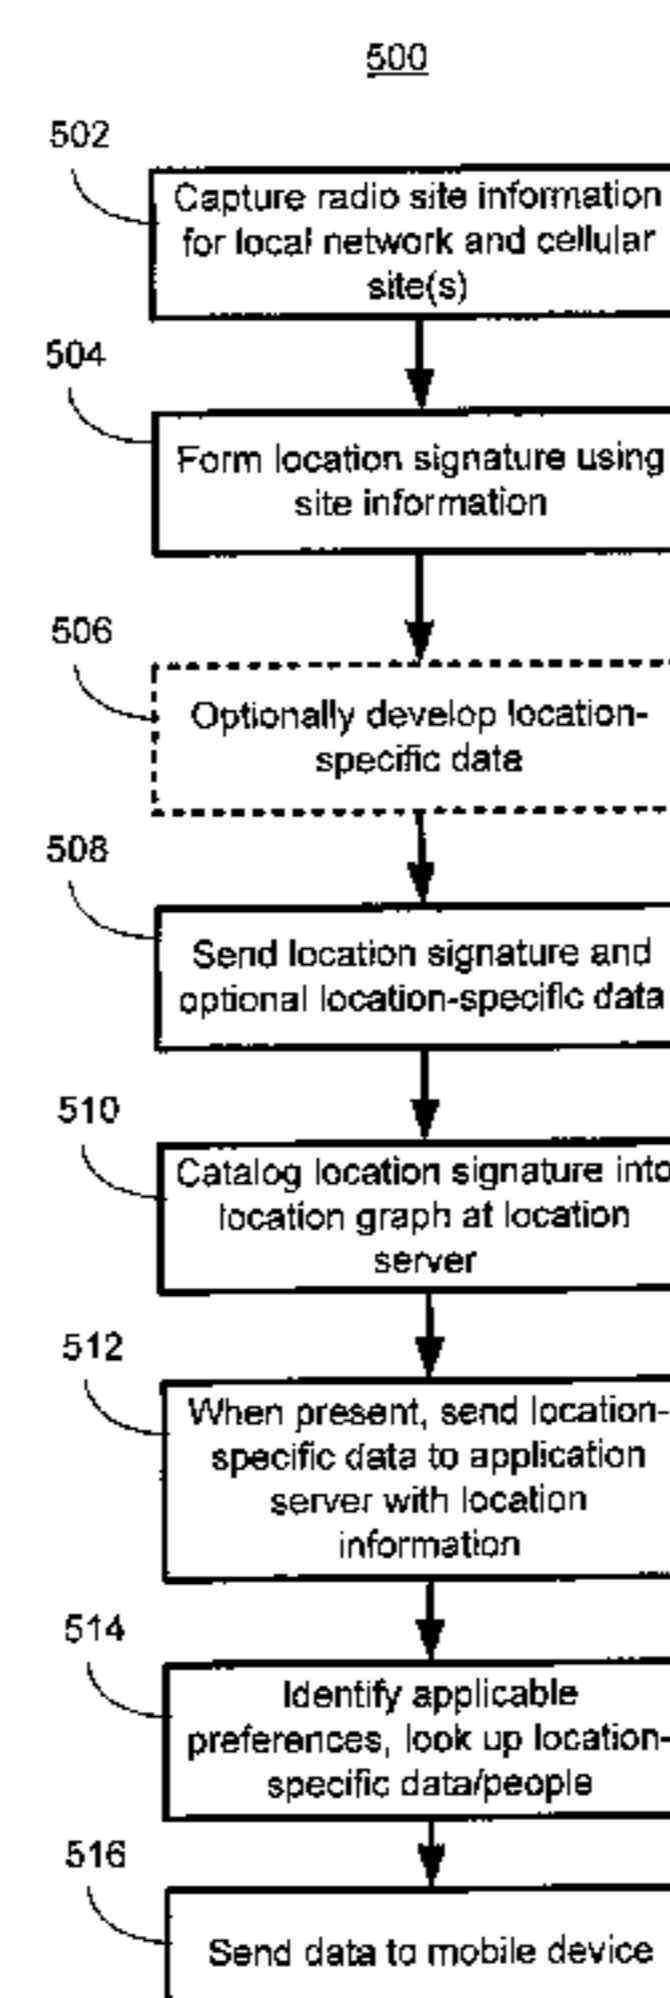 500
502
Capture radio site information
for local network and cellular
site(s)
504
Form location signature using
site information
506
Optionally develop location-
specific data
508
Send location signature and
optional location-specific data
510
Catalog location signature into
location graph at location
server
512
When present, send location-
specific data to application
server with location
information
514
Identify applicable
preferences, look up location-
specific data/people
516
Send data to mobile device